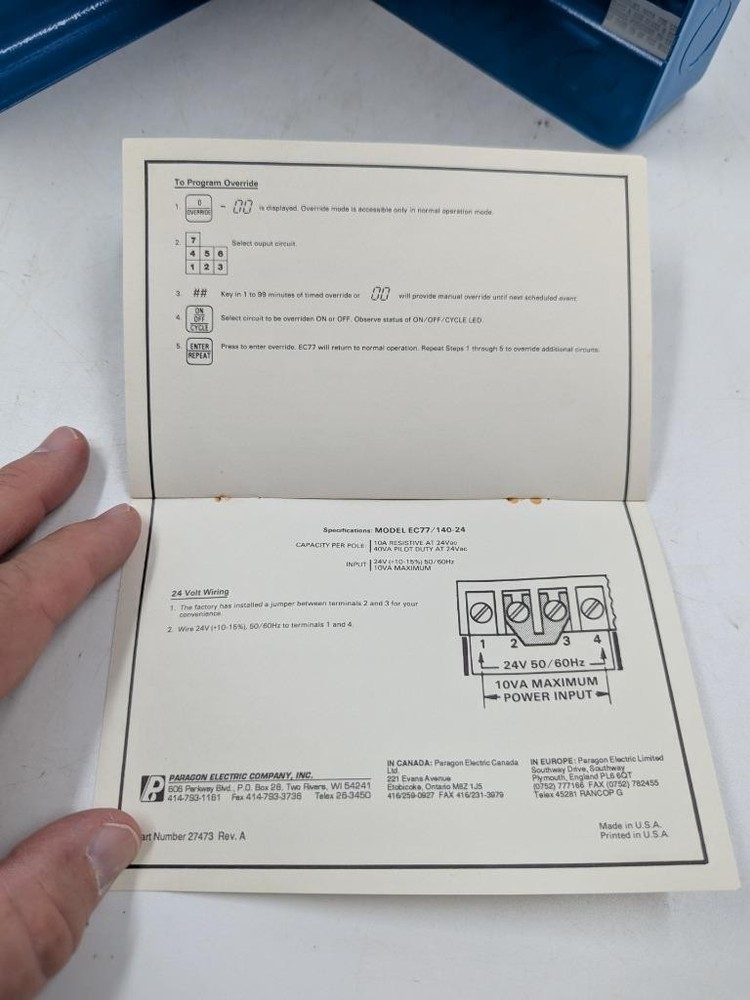 To Program Override
1. 0 OVERRIDE - 00 is displayed. Override mode is accessible only in normal operation mode.
2. 7 Select ouput circuit.
4 5 6
1 2 3
3. ## Key in 1 to 99 minutes of timed override or 00 will provide manual override until next scheduled event.
4. ON OFF CYCLE Select circuit to be overriden ON or OFF. Observe status of ON/OFF/CYCLE LED.
5. ENTER REPEAT Press to enter override. EC77 will return to normal operation. Repeat Steps 1 through 5 to override additional circuits.
Specifications: MODEL EC77/140-24
CAPACITY PER POLE 10A RESISTIVE AT 24Vac
40VA PILOT DUTY AT 24Vac
INPUT 24V (+10-15%) 50/60Hz
10VA MAXIMUM
24 Volt Wiring
1. The factory has installed a jumper between terminals 2 and 3 for your
convenience.
2. Wire 24V (+10-15%), 50/60Hz to terminals 1 and 4.
1 2 3 4
24V 50/60Hz
10VA MAXIMUM
POWER INPUT
PARAGON ELECTRIC COMPANY, INC.
606 Parkway Blvd., P.O. Box 28, Two Rivers, WI 54241
414-793-1161 Fax 414-793-3736 Telex 26-3450
IN CANADA: Paragon Electric Canada
Ltd.
221 Evans Avenue
Etobicoke, Ontario M8Z 1J5
416/259-0927 FAX 416/231-3979
IN EUROPE: Paragon Electric Limited
Southway Drive, Southway
Plymouth, England PL6 6QT
(0752) 777166 FAX (0752) 782455
Telex 45281 RANCOP G
art Number 27473 Rev. A
Made in U.S.A.
Printed in U.S.A.